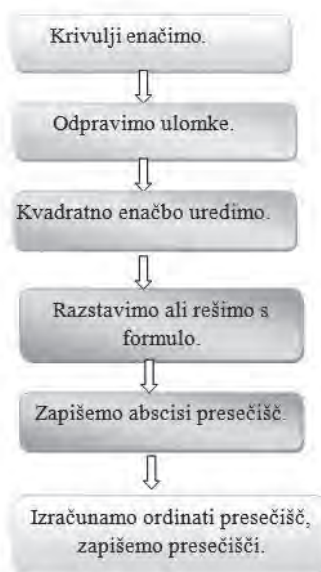 Krivulji enačimo.
Odpravimo ulomke.
Kvadratno enačbo uredimo.
Razstavimo ali rešimo s
formulo.
Zapišemo abscisi presečišč.
Izračunamo ordinati presečišč,
zapišemo presečišči.